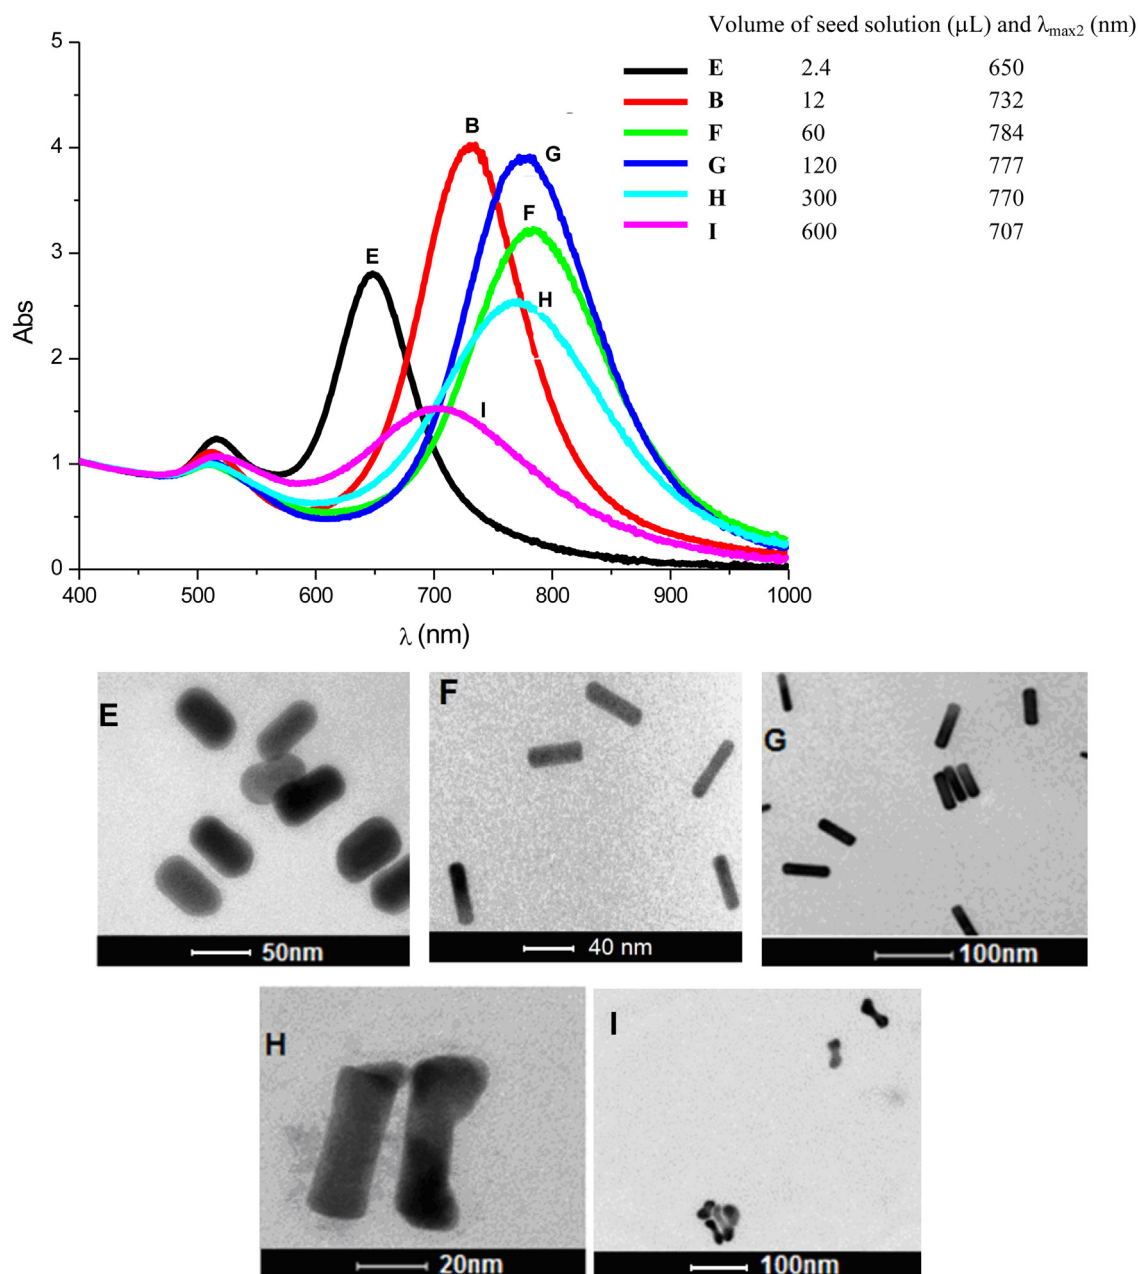 Volume of seed solution (μL) and λmax2 (nm)
E 2.4 650
B 12 732
F 60 784
G 120 777
H 300 770
I 600 707
5
4
3
2
1
0
Abs
B
G
F
E
H
I
400 500 600 700 800 900 1000
λ (nm)
E
50nm
F
40 nm
G
100nm
H
20nm
I
100nm